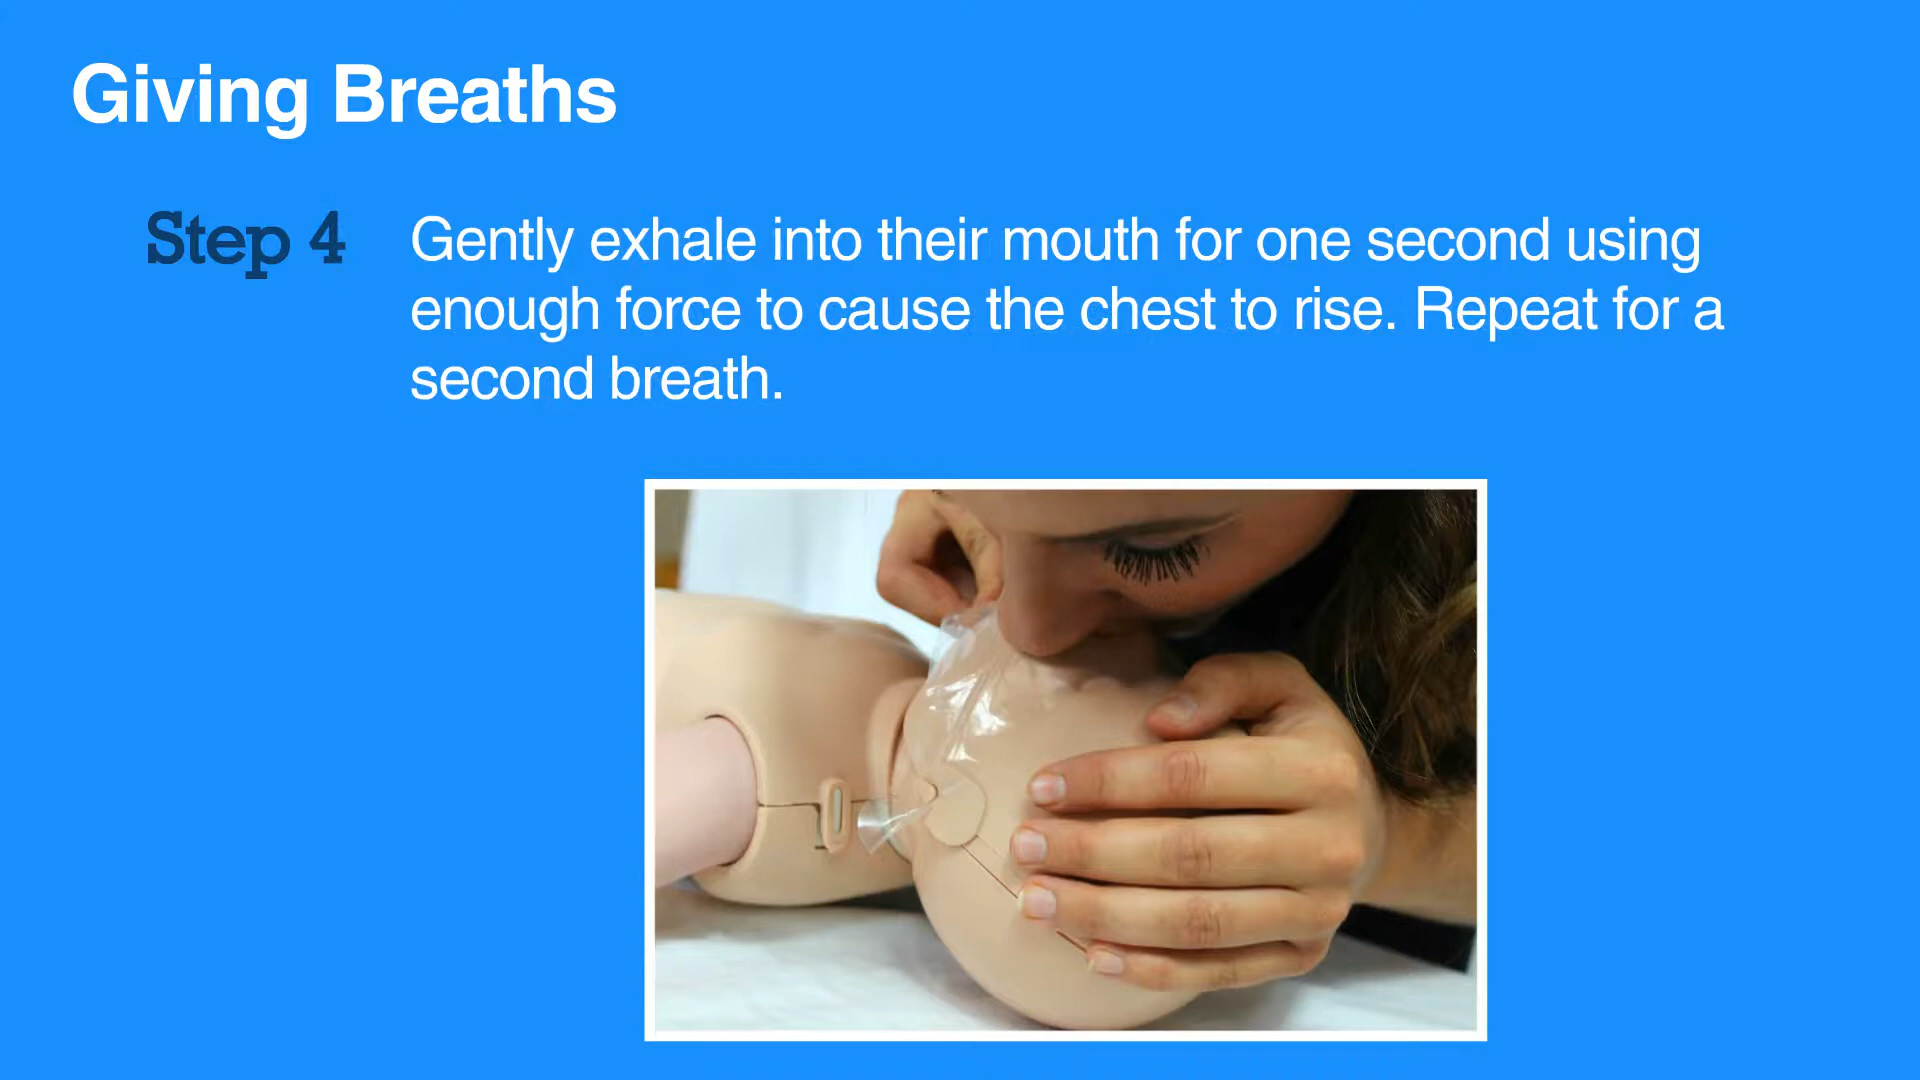 Giving Breaths
Step 4
Gently exhale into their mouth for one second using
enough force to cause the chest to rise. Repeat for a
second breath.